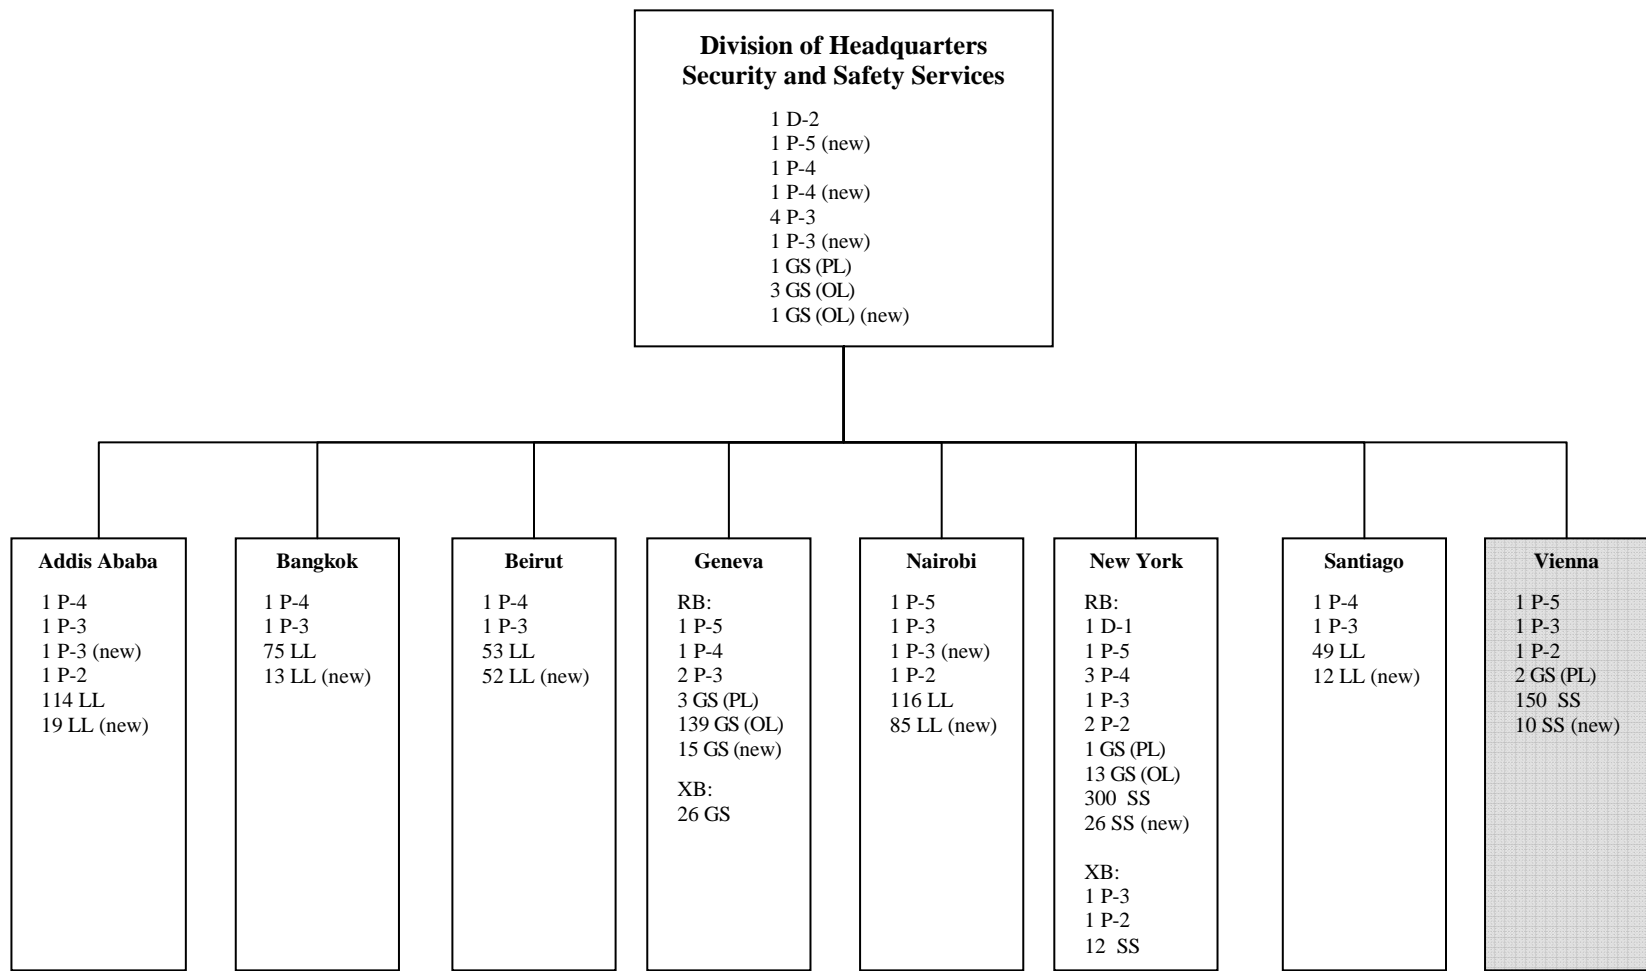 Division of Headquarters
Security and Safety Services
1 D-2
1 P-5 (new)
1 P-4
1 P-4 (new)
4 P-3
1 P-3 (new)
1 GS (PL)
3 GS (OL)
1 GS (OL) (new)
Addis Ababa
1 P-4
1 P-3
1 P-3 (new)
1 P-2
114 LL
19 LL (new)
Bangkok
1 P-4
1 P-3
75 LL
13 LL (new)
Beirut
1 P-4
1 P-3
53 LL
52 LL (new)
Geneva
RB:
1 P-5
1 P-4
2 P-3
3 GS (PL)
139 GS (OL)
15 GS (new)
XB:
26 GS
Nairobi
1 P-5
1 P-3
1 P-3 (new)
1 P-2
116 LL
85 LL (new)
New York
RB:
1 D-1
1 P-5
3 P-4
1 P-3
2 P-2
1 GS (PL)
13 GS (OL)
300 SS
26 SS (new)
XB:
1 P-3
1 P-2
12 SS
Santiago
1 P-4
1 P-3
49 LL
12 LL (new)
Vienna
1 P-5
1 P-3
1 P-2
2 GS (PL)
150 SS
10 SS (new)